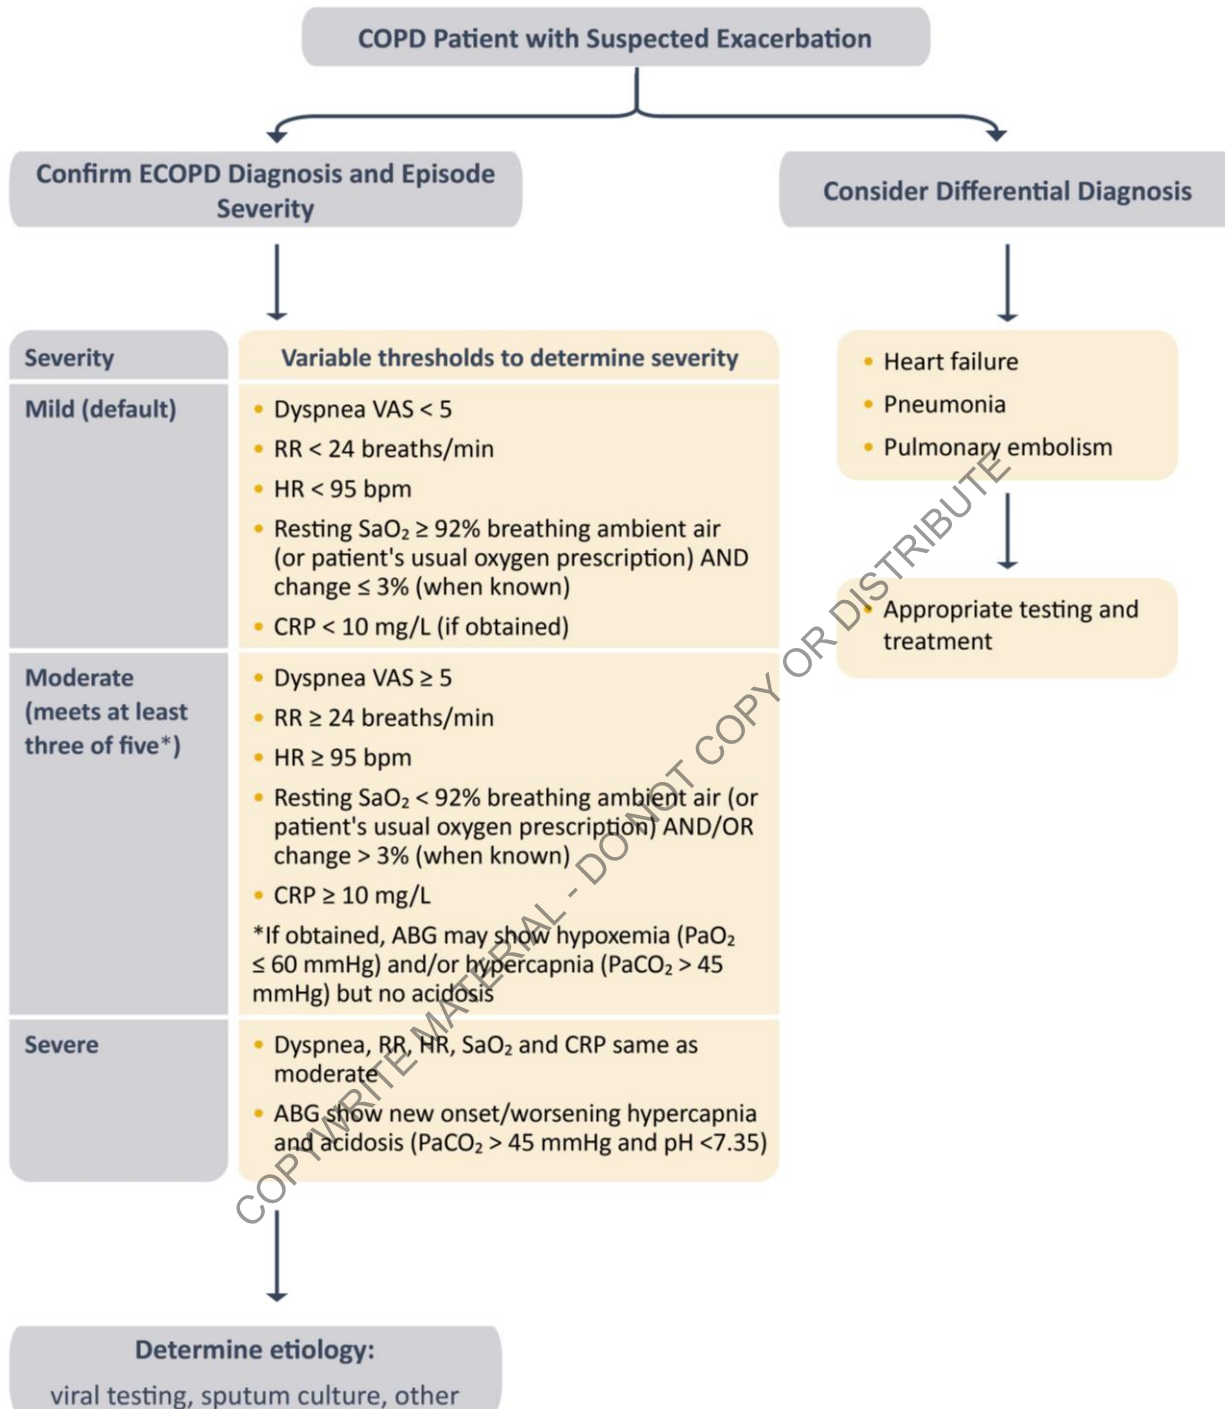 COPD Patient with Suspected Exacerbation
Confirm ECOPD Diagnosis and Episode
Severity
Consider Differential Diagnosis
Severity
Variable thresholds to determine severity
Mild (default)
• Dyspnea VAS < 5
• RR < 24 breaths/min
• HR < 95 bpm
• Resting SaO₂ ≥ 92% breathing ambient air
(or patient's usual oxygen prescription) AND
change ≤ 3% (when known)
• CRP < 10 mg/L (if obtained)
Moderate
(meets at least
three of five*)
• Dyspnea VAS ≥ 5
• RR ≥ 24 breaths/min
• HR ≥ 95 bpm
• Resting SaO₂ < 92% breathing ambient air (or
patient's usual oxygen prescription) AND/OR
change > 3% (when known)
• CRP ≥ 10 mg/L
*If obtained, ABG may show hypoxemia (PaO₂
≤ 60 mmHg) and/or hypercapnia (PaCO₂ > 45
mmHg) but no acidosis
Severe
• Dyspnea, RR, HR, SaO₂ and CRP same as
moderate
• ABG show new onset/worsening hypercapnia
and acidosis (PaCO₂ > 45 mmHg and pH <7.35)
• Heart failure
• Pneumonia
• Pulmonary embolism
• Appropriate testing and
treatment
Determine etiology:
viral testing, sputum culture, other
COPYWRITE MATERIAL - DO NOT COPY OR DISTRIBUTE